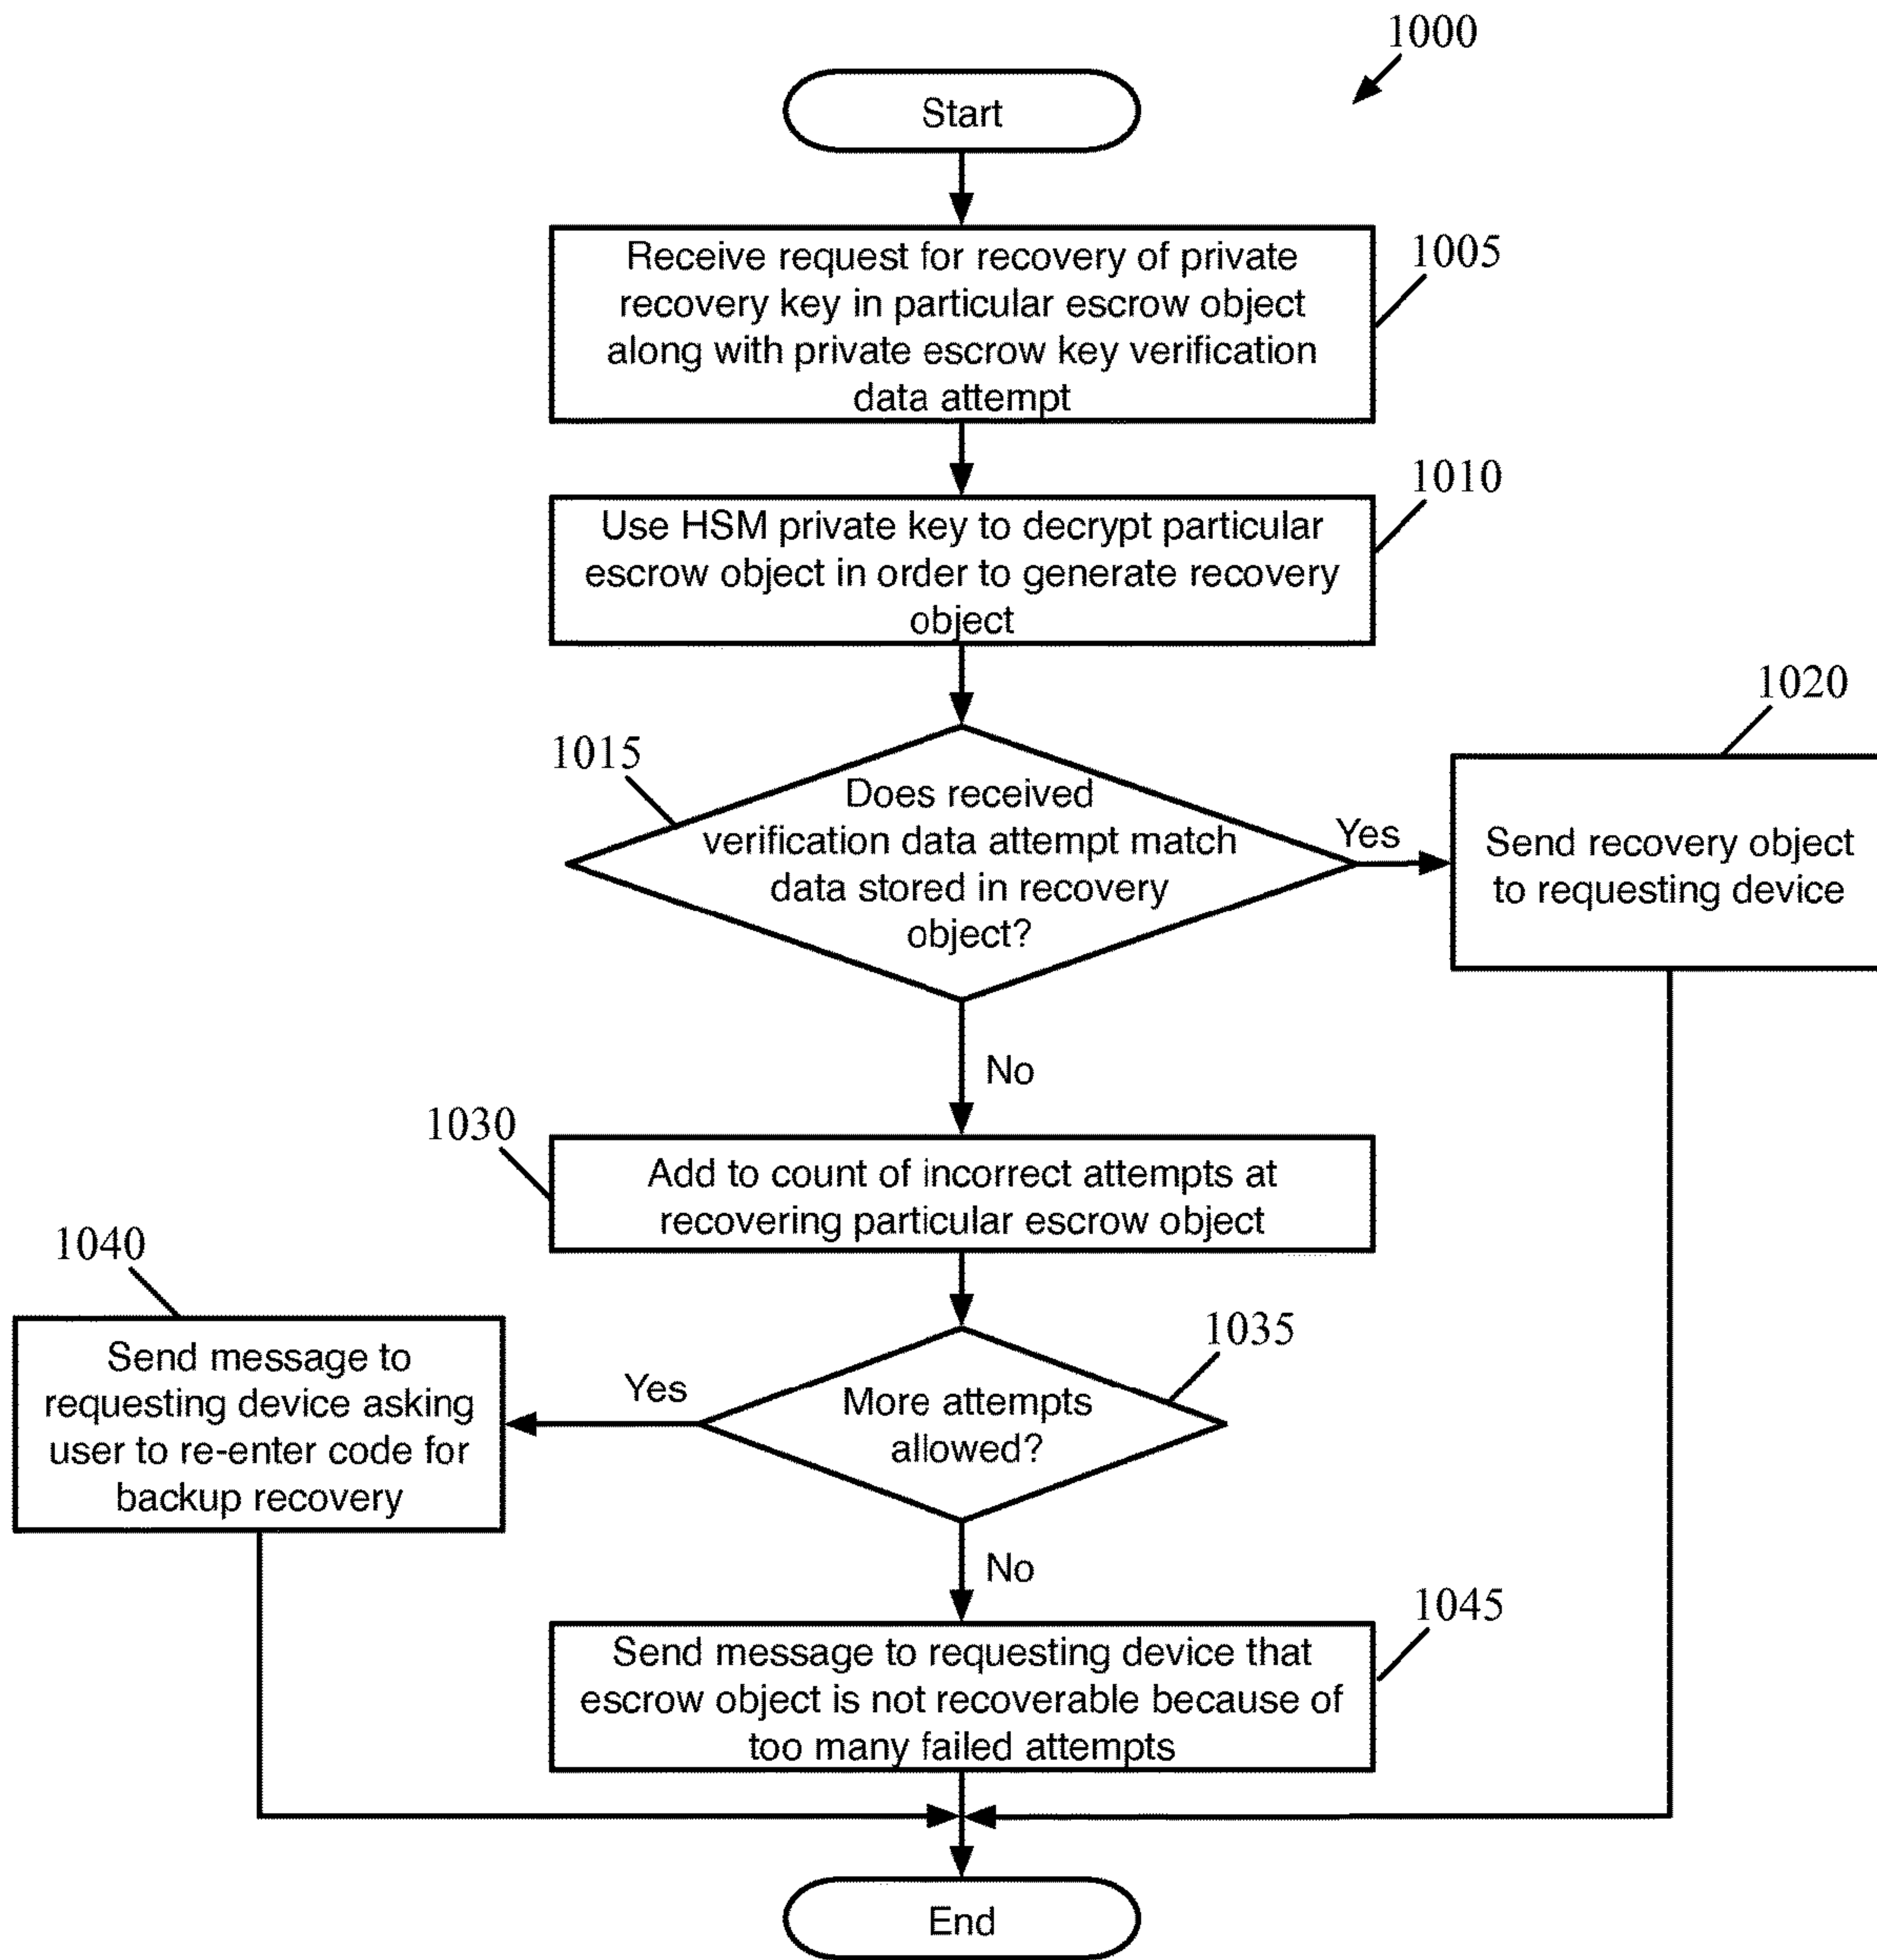 1000
Start
Receive request for recovery of private
recovery key in particular escrow object
along with private escrow key verification
data attempt
1005
Use HSM private key to decrypt particular
escrow object in order to generate recovery
object
1010
1015
Does received
verification data attempt match
data stored in recovery
object?
Yes
1020
Send recovery object
to requesting device
No
1030
Add to count of incorrect attempts at
recovering particular escrow object
1035
More attempts
allowed?
Yes
1040
Send message to
requesting device asking
user to re-enter code for
backup recovery
No
1045
Send message to requesting device that
escrow object is not recoverable because of
too many failed attempts
End